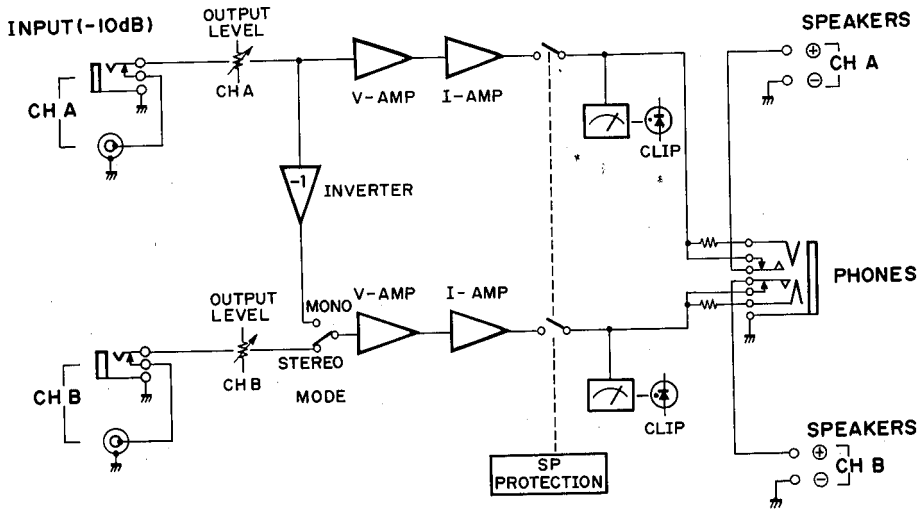 INPUT (-10dB)
OUTPUT
LEVEL
CH A
CH A
V-AMP
I-AMP
CLIP
SPEAKERS
+
CH A
−
-1
INVERTER
PHONES
OUTPUT
LEVEL
CH B
MONO
STEREO
MODE
V-AMP
I-AMP
CH B
CLIP
SP
PROTECTION
SPEAKERS
+
CH B
−